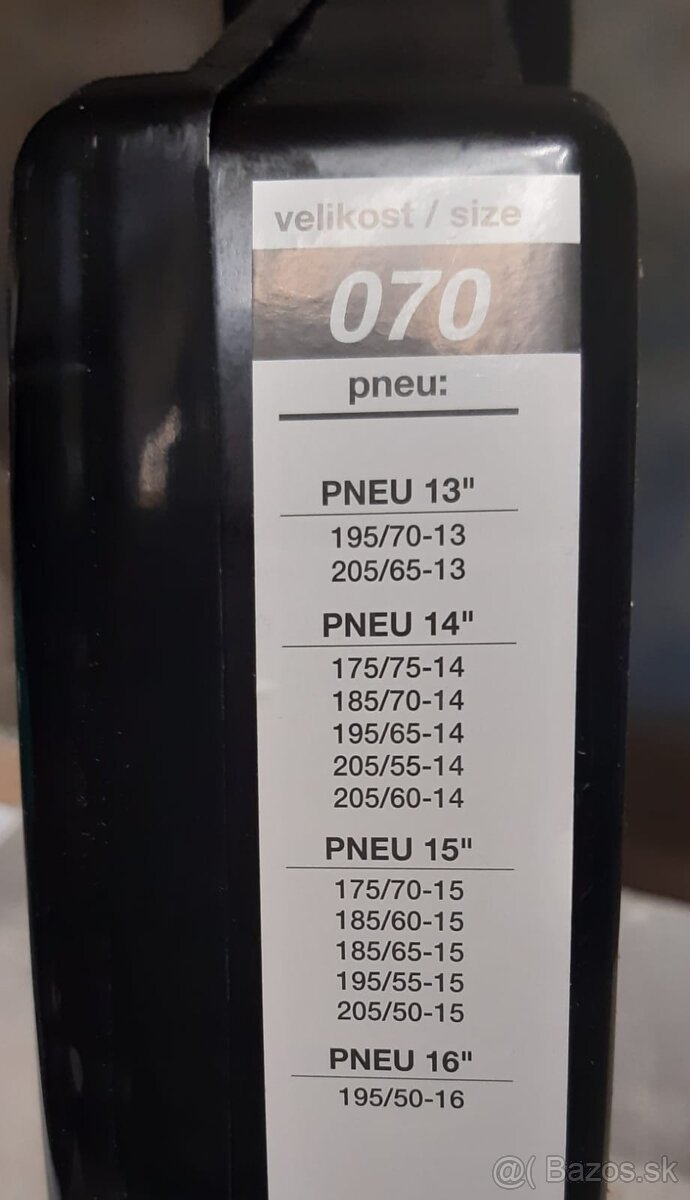 velikost / size
070
pneu:
PNEU 13"
195/70-13
205/65-13
PNEU 14"
175/75-14
185/70-14
195/65-14
205/55-14
205/60-14
PNEU 15"
175/70-15
185/60-15
185/65-15
195/55-15
205/50-15
PNEU 16"
195/50-16
@( Bazos.sk